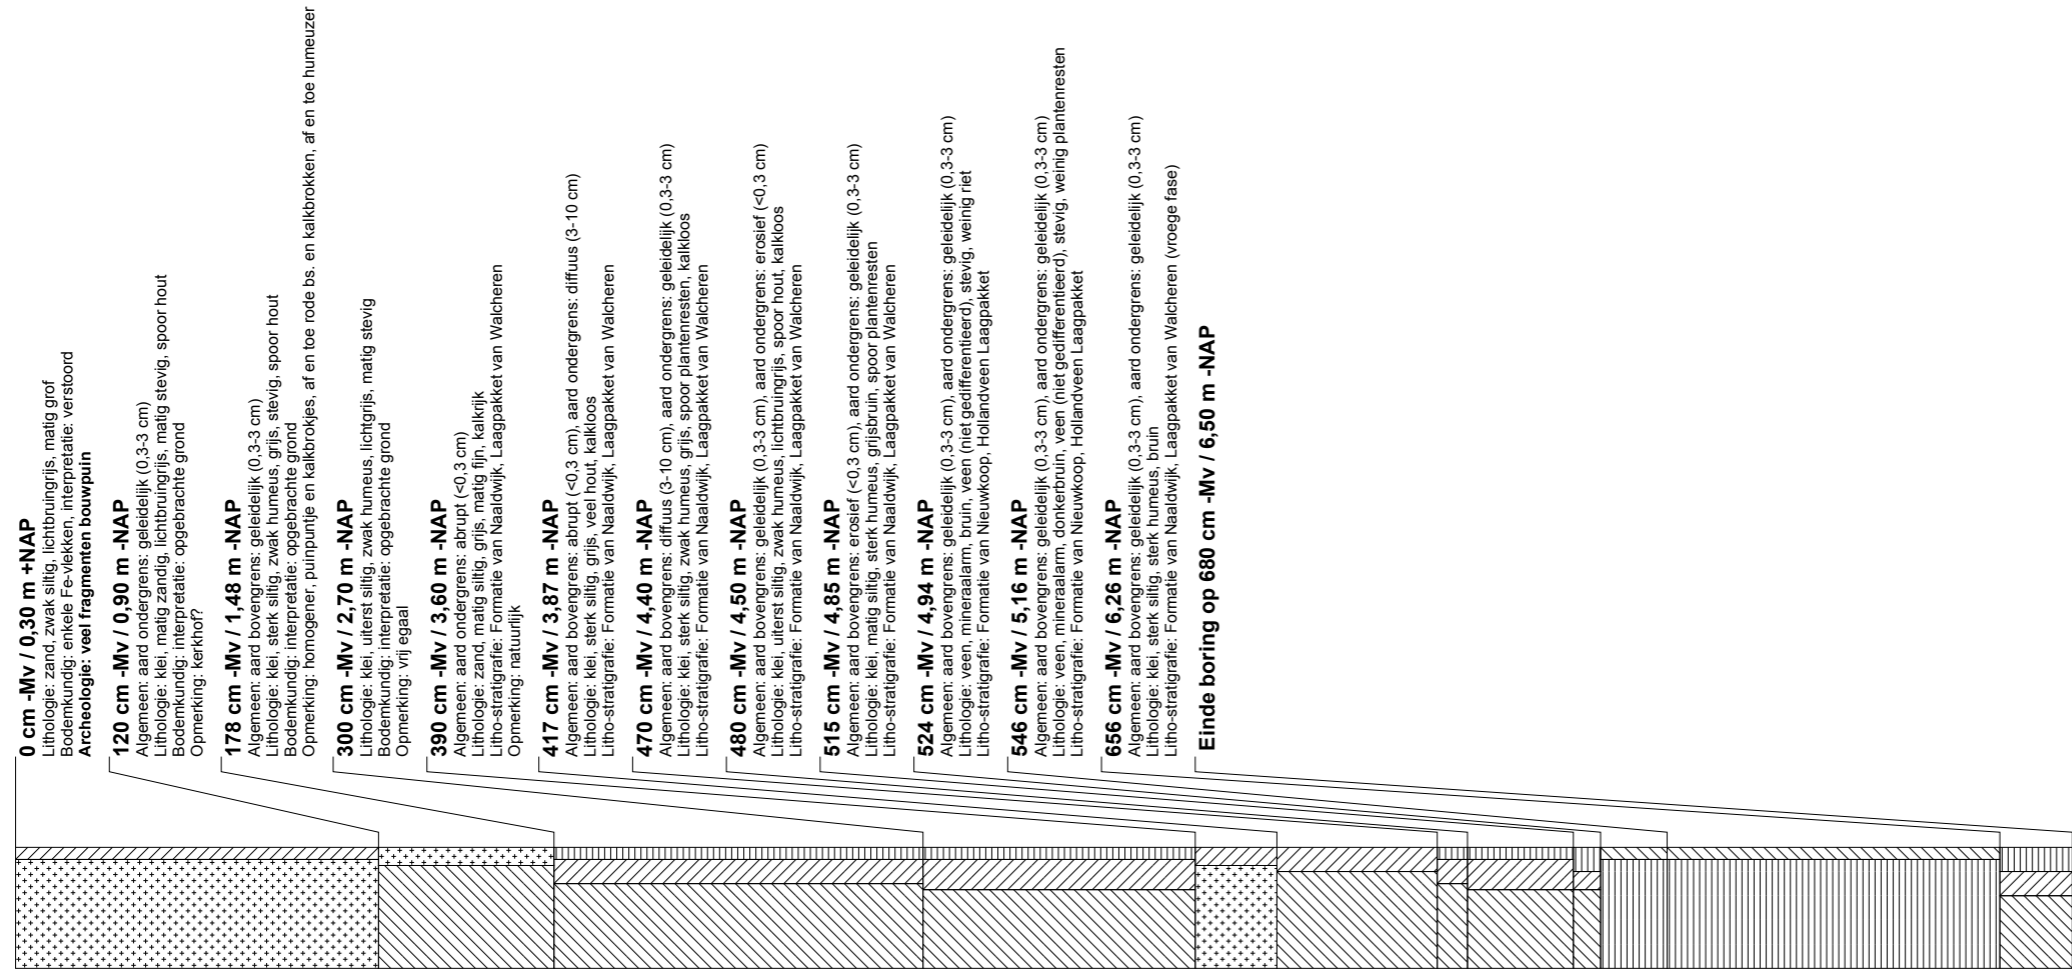 0 cm -Mv / 0,30 m +NAP
Lithologie: zand, zwak siltig, lichtbruingrijs, matig grof
Bodemkundig: enkele Fe-vlekken, interpretatie: verstoord
Archeologie: veel fragmenten bouwpuin
120 cm -Mv / 0,90 m -NAP
Algemeen: aard ondergrens: geleidelijk (0,3-3 cm)
Lithologie: klei, matig zandig, lichtbruingrijs, matig stevig, spoor hout
Bodemkundig: interpretatie: opgebrachte grond
Opmerking: kerkhof?
178 cm -Mv / 1,48 m -NAP
Algemeen: aard bovengrens: geleidelijk (0,3-3 cm)
Lithologie: klei, sterk siltig, zwak humeus, grijs, stevig, spoor hout
Bodemkundig: interpretatie: opgebrachte grond
Opmerking: homogener, puinpuntje en kalkbrokjes, af en toe rode bs. en kalkbrokken, af en toe humeuzer
300 cm -Mv / 2,70 m -NAP
Lithologie: klei, uiterst siltig, zwak humeus, lichtgrijs, matig stevig
Bodemkundig: interpretatie: opgebrachte grond
Opmerking: vrij egaal
390 cm -Mv / 3,60 m -NAP
Algemeen: aard ondergrens: abrupt (<0,3 cm)
Lithologie: zand, matig siltig, grijs, matig fijn, kalkrijk
Litho-stratigrafie: Formatie van Naaldwijk, Laagpakket van Walcheren
Opmerking: natuurlijk
417 cm -Mv / 3,87 m -NAP
Algemeen: aard bovengrens: abrupt (<0,3 cm), aard ondergrens: diffuus (3-10 cm)
Lithologie: klei, sterk siltig, grijs, veel hout, kalkloos
Litho-stratigrafie: Formatie van Naaldwijk, Laagpakket van Walcheren
470 cm -Mv / 4,40 m -NAP
Algemeen: aard bovengrens: diffuus (3-10 cm), aard ondergrens: geleidelijk (0,3-3 cm)
Lithologie: klei, sterk siltig, zwak humeus, grijs, spoor plantenresten, kalkloos
Litho-stratigrafie: Formatie van Naaldwijk, Laagpakket van Walcheren
480 cm -Mv / 4,50 m -NAP
Algemeen: aard bovengrens: geleidelijk (0,3-3 cm), aard ondergrens: erosief (<0,3 cm)
Lithologie: klei, uiterst siltig, zwak humeus, lichtbruingrijs, spoor hout, kalkloos
Litho-stratigrafie: Formatie van Naaldwijk, Laagpakket van Walcheren
515 cm -Mv / 4,85 m -NAP
Algemeen: aard bovengrens: erosief (<0,3 cm), aard ondergrens: geleidelijk (0,3-3 cm)
Lithologie: klei, matig siltig, sterk humeus, grijsbruin, spoor plantenresten
Litho-stratigrafie: Formatie van Naaldwijk, Laagpakket van Walcheren
524 cm -Mv / 4,94 m -NAP
Algemeen: aard bovengrens: geleidelijk (0,3-3 cm), aard ondergrens: geleidelijk (0,3-3 cm)
Lithologie: veen, mineraalarm, bruin, veen (niet gedifferentieerd), stevig, weinig riet
Litho-stratigrafie: Formatie van Nieuwkoop, Hollandveen Laagpakket
546 cm -Mv / 5,16 m -NAP
Algemeen: aard bovengrens: geleidelijk (0,3-3 cm), aard ondergrens: geleidelijk (0,3-3 cm)
Lithologie: veen, mineraalarm, donkerbruin, veen (niet gedifferentieerd), stevig, weinig plantenresten
Litho-stratigrafie: Formatie van Nieuwkoop, Hollandveen Laagpakket
656 cm -Mv / 6,26 m -NAP
Algemeen: aard bovengrens: geleidelijk (0,3-3 cm), aard ondergrens: geleidelijk (0,3-3 cm)
Lithologie: klei, sterk siltig, sterk humeus, bruin
Litho-stratigrafie: Formatie van Naaldwijk, Laagpakket van Walcheren (vroege fase)
Einde boring op 680 cm -Mv / 6,50 m -NAP